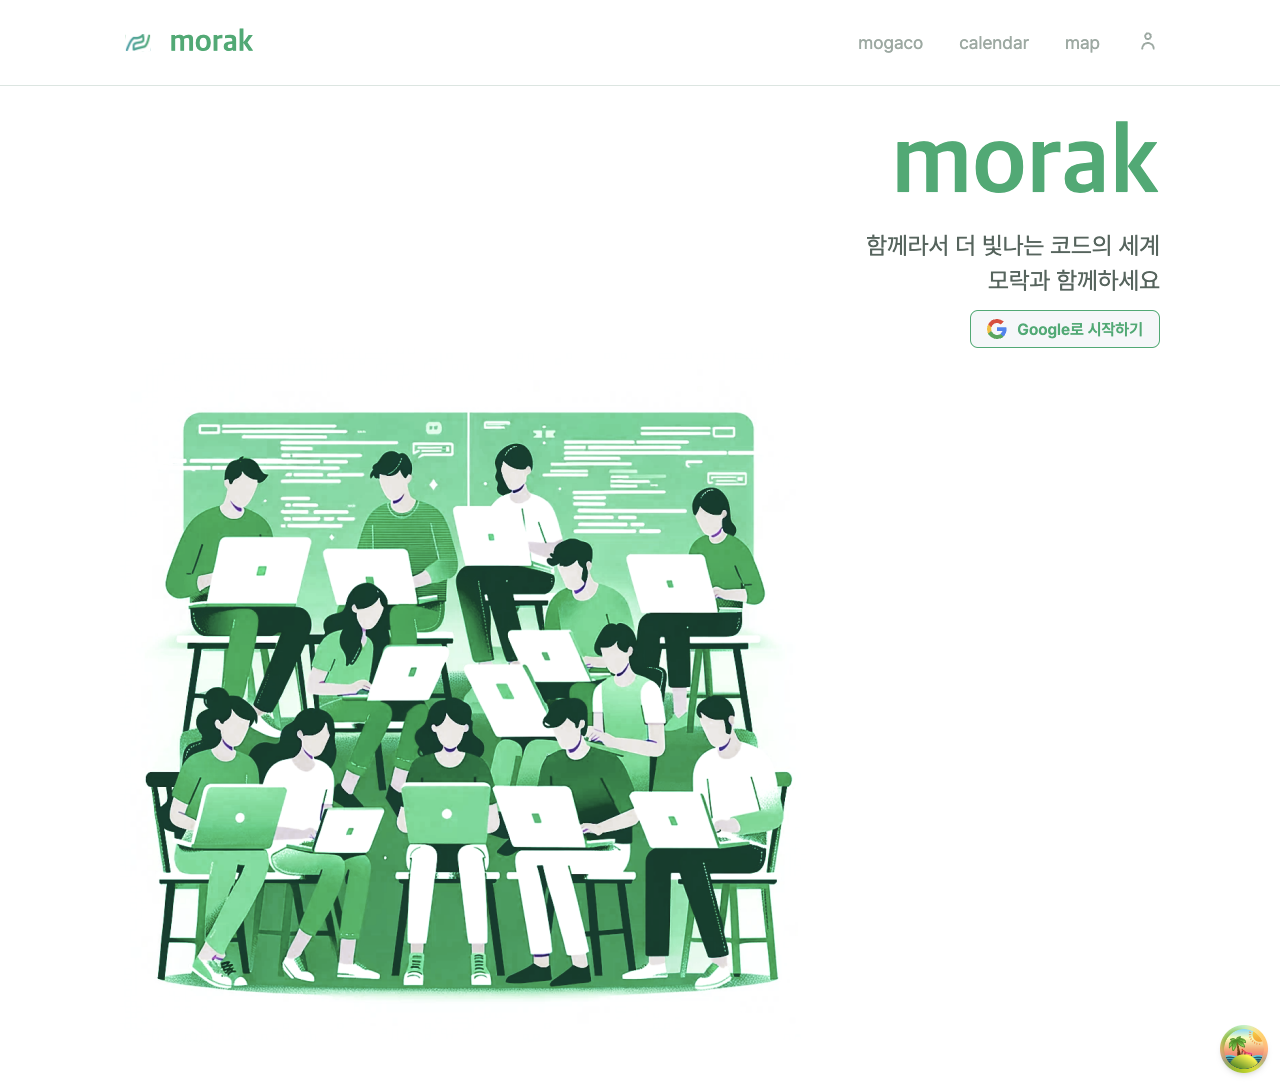 morak
mogaco
calendar
map
morak
함께라서 더 빛나는 코드의 세계
모락과 함께하세요
Google로 시작하기